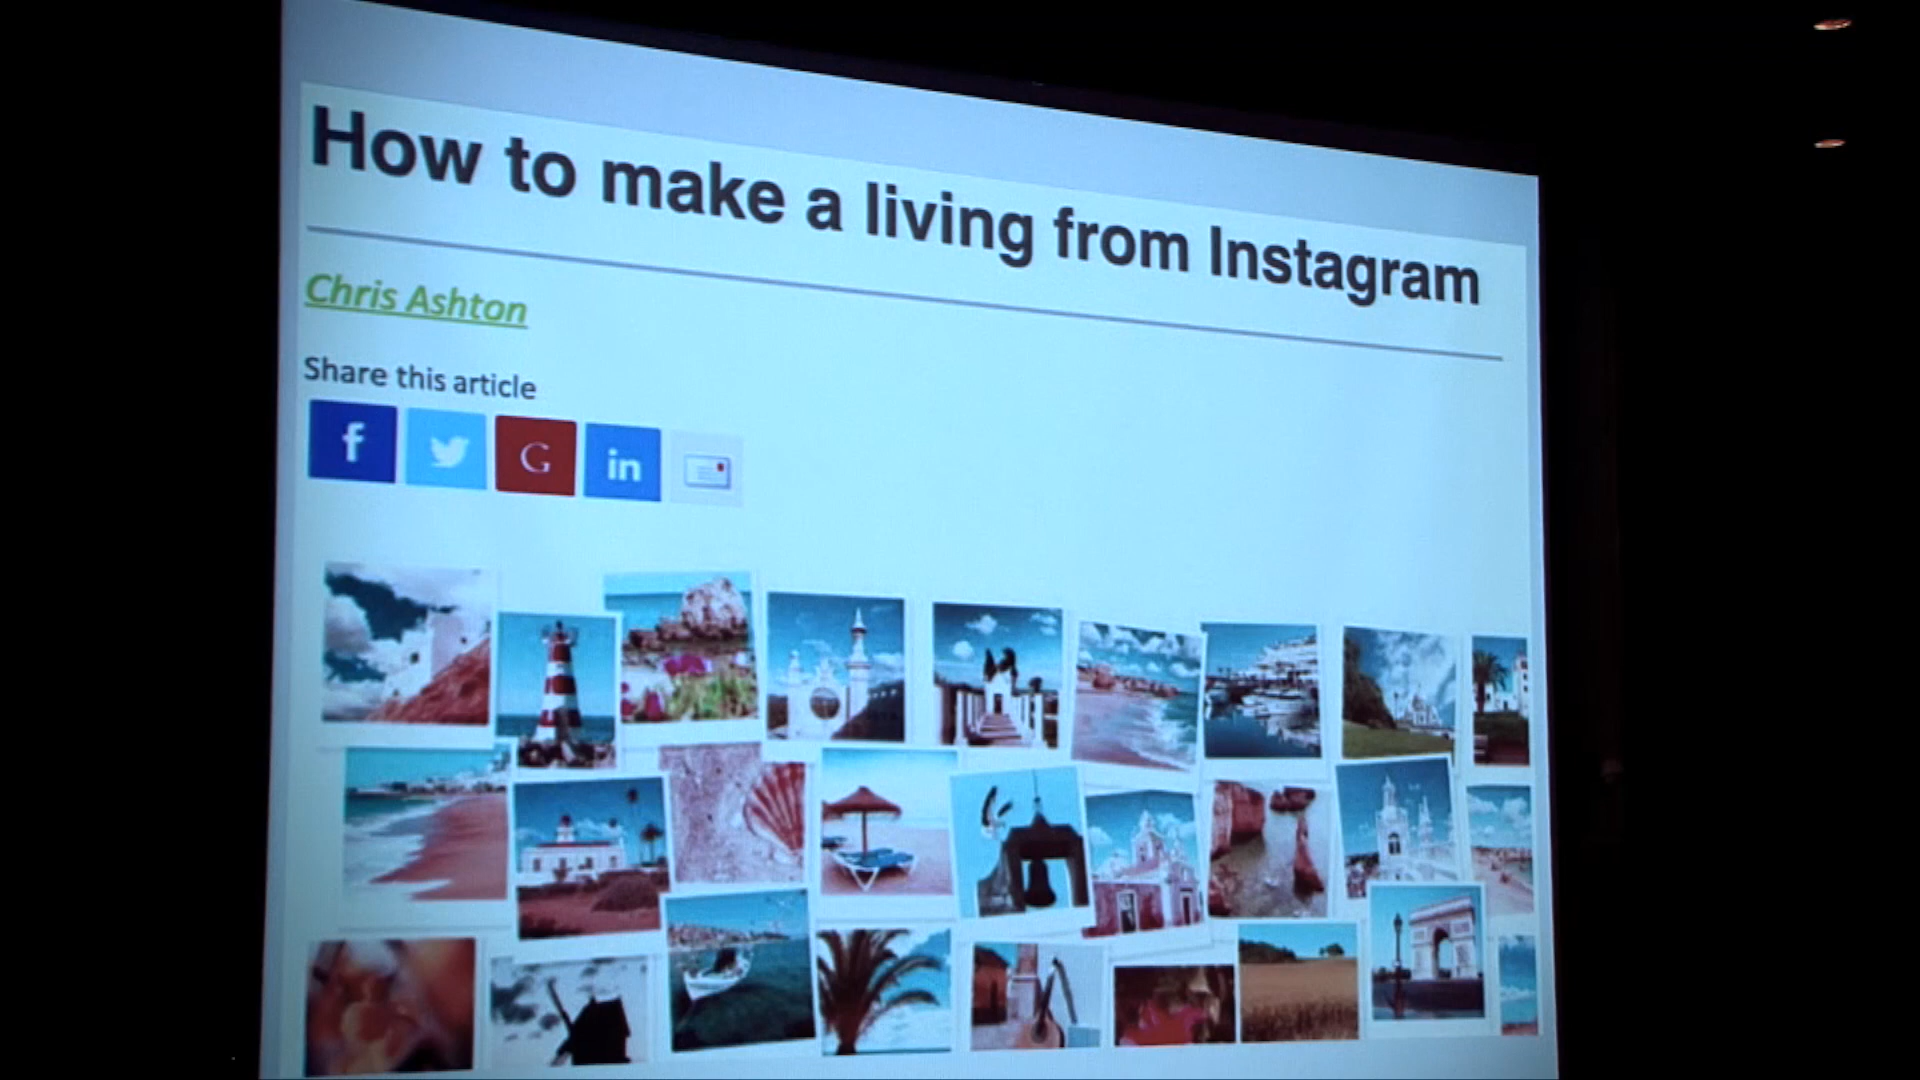 How to make a living from Instagram
Chris Ashton
Share this article
f
G
in